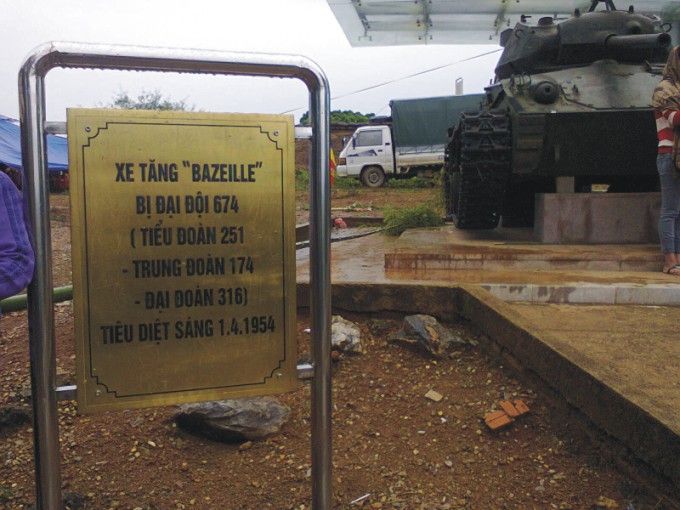 XE TĂNG "BAZEILLE"
BỊ ĐẠI ĐỘI 674
( TIỂU ĐOÀN 251
- TRUNG ĐOÀN 174
- ĐẠI ĐOÀN 316)
TIÊU DIỆT SÁNG 1.4.1954